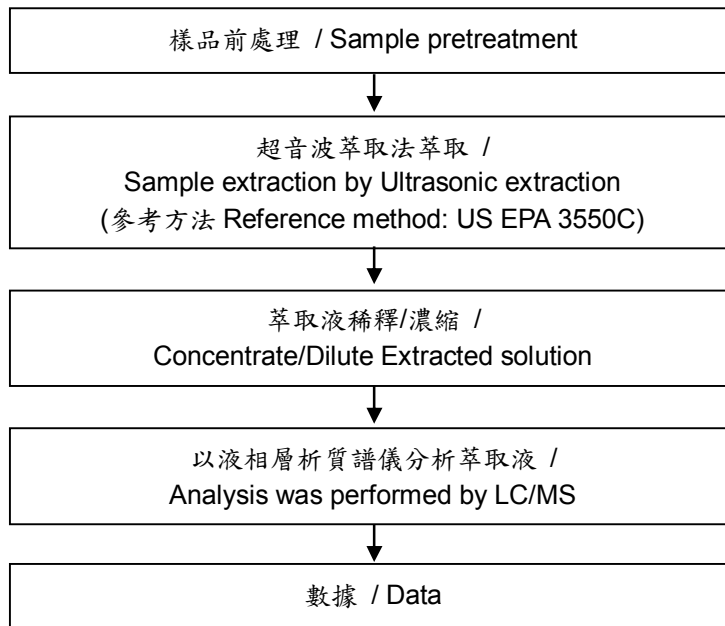 樣品前處理 / Sample pretreatment
超音波萃取法萃取 /
Sample extraction by Ultrasonic extraction
(參考方法 Reference method: US EPA 3550C)
萃取液稀釋/濃縮 /
Concentrate/Dilute Extracted solution
以液相層析質譜儀分析萃取液 /
Analysis was performed by LC/MS
數據 / Data